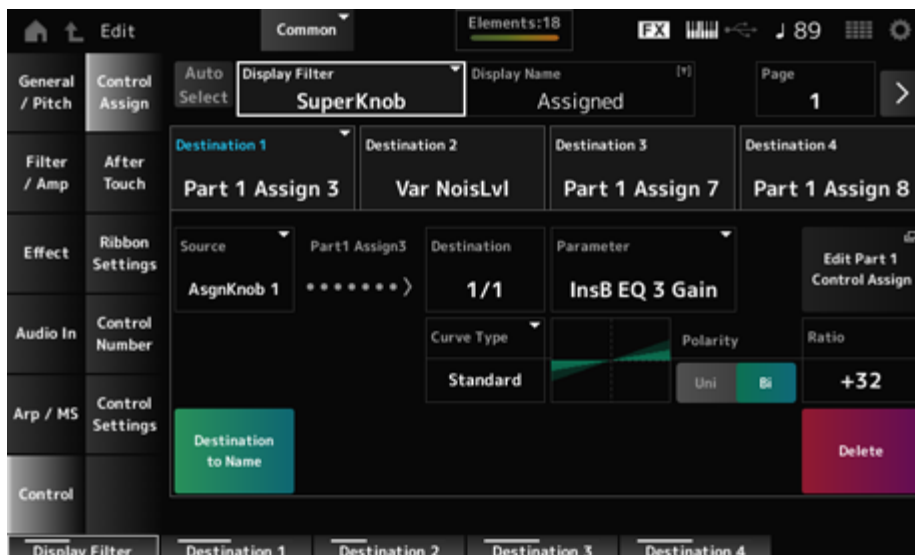 Edit
Common
Elements:18
FX
89
General
/ Pitch
Control
Assign
Auto
Select
Display Filter
SuperKnob
Display Name
Assigned
Page
1
Filter
/ Amp
After
Touch
Destination 1
Part 1 Assign 3
Destination 2
Var NoisLvl
Destination 3
Part 1 Assign 7
Destination 4
Part 1 Assign 8
Effect
Ribbon
Settings
Source
AsgnKnob 1
Part1 Assign3
Destination
1/1
Parameter
InsB EQ 3 Gain
Edit Part 1
Control Assign
Audio In
Control
Number
Curve Type
Standard
Polarity
Uni
Bi
Ratio
+32
Arp / MS
Control
Settings
Destination
to Name
Delete
Control
Display Filter
Destination 1
Destination 2
Destination 3
Destination 4